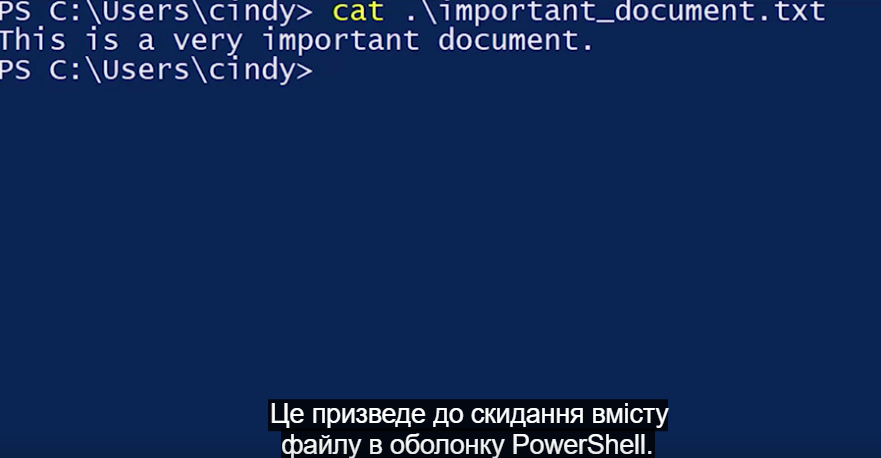 PS C:\Users\cindy> cat .\important_document.txt
This is a very important document.
PS C:\Users\cindy>
Це призведе до скидання вмісту
файлу в оболонку PowerShell.